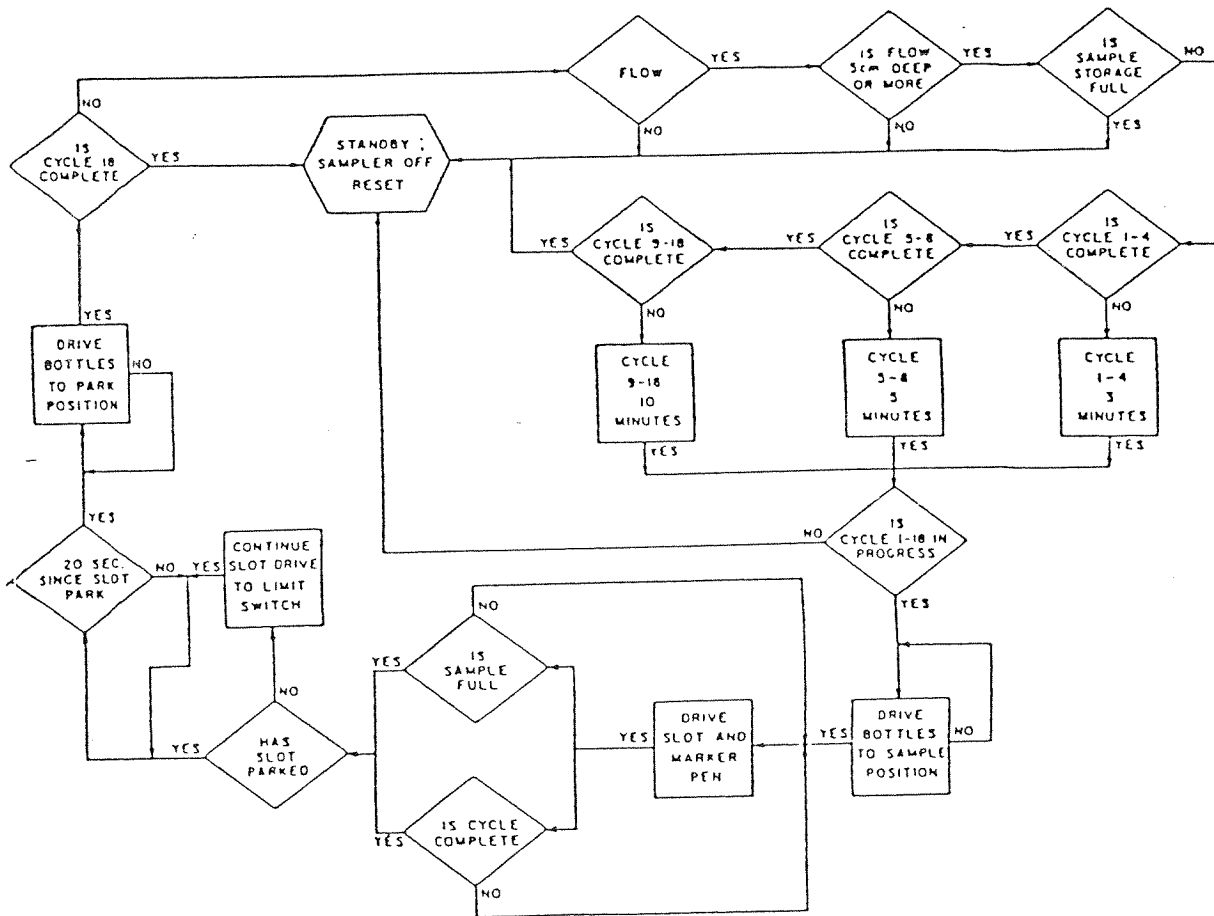 FLOW
YES
IS FLOW
5cm DEEP
OR MORE
YES
IS
SAMPLE
STORAGE
FULL
NO
NO
NO
NO
YES
IS
CYCLE 18
COMPLETE
YES
STANDBY ;
SAMPLER OFF
RESET
YES
IS
CYCLE 9-18
COMPLETE
YES
IS
CYCLE 5-8
COMPLETE
YES
IS
CYCLE 1-4
COMPLETE
NO
NO
NO
YES
DRIVE
BOTTLES
TO PARK
POSITION
NO
CYCLE
9-18
10
MINUTES
CYCLE
5-8
5
MINUTES
CYCLE
1-4
3
MINUTES
YES
YES
YES
YES
20 SEC.
SINCE SLOT
PARK
NO
YES
CONTINUE
SLOT DRIVE
TO LIMIT
SWITCH
NO
IS
CYCLE 1-18 IN
PROGRESS
YES
NO
YES
IS
SAMPLE
FULL
NO
YES
HAS
SLOT
PARKED
YES
DRIVE
SLOT AND
MARKER
PEN
YES
DRIVE
BOTTLES
TO SAMPLE
POSITION
NO
YES
IS CYCLE
COMPLETE
NO